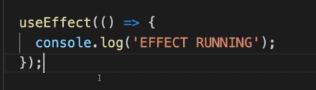 useEffect(() => {
  console.log('EFFECT RUNNING');
});